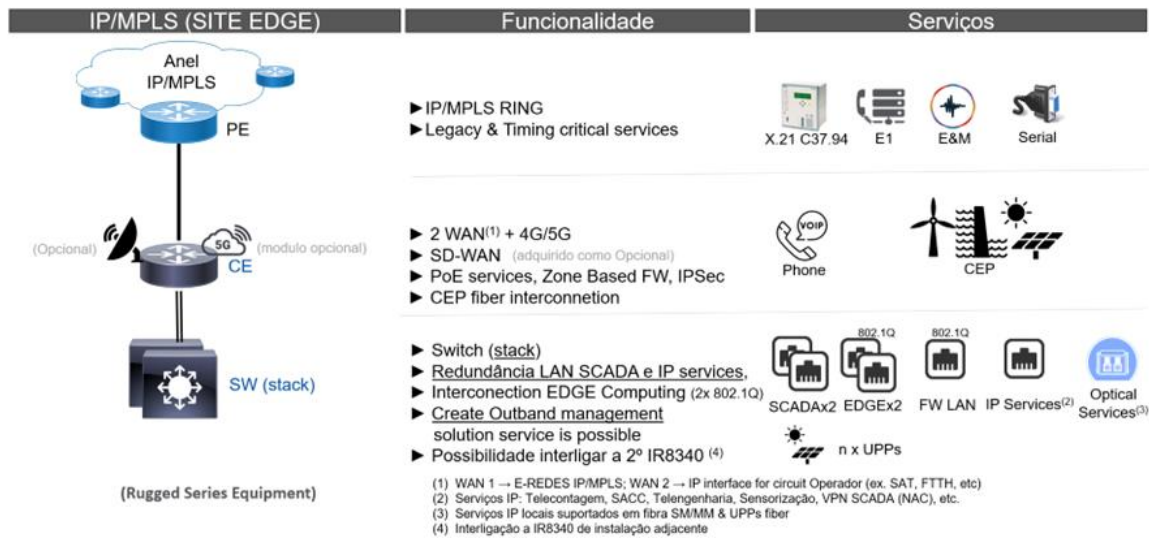 IP/MPLS (SITE EDGE)
Funcionalidade
Serviços
Anel
IP/MPLS
PE
►IP/MPLS RING
►Legacy & Timing critical services
X.21 C37.94
E1
E&M
Serial
(Opcional)
5G
(modulo opcional)
CE
► 2 WAN(1) + 4G/5G
► SD-WAN (adquirido como Opcional)
► PoE services, Zone Based FW, IPSec
► CEP fiber interconnetion
VOIP
Phone
CEP
SW (stack)
► Switch (stack)
► Redundância LAN SCADA e IP services,
► Interconection EDGE Computing (2x 802.1Q)
► Create Outband management
solution service is possible
► Possibilidade interligar a 2º IR8340 (4)
802.1Q
802.1Q
SCADAx2
EDGEx2
FW LAN
IP Services(2)
Optical
Services(3)
n x UPPs
(Rugged Series Equipment)
(1) WAN 1 → E-REDES IP/MPLS; WAN 2 → IP interface for circuit Operador (ex. SAT, FTTH, etc)
(2) Serviços IP: Telecontagem, SACC, Telengenharia, Sensorização, VPN SCADA (NAC), etc.
(3) Serviços IP locais suportados em fibra SM/MM & UPPs fiber
(4) Interligação a IR8340 de instalação adjacente